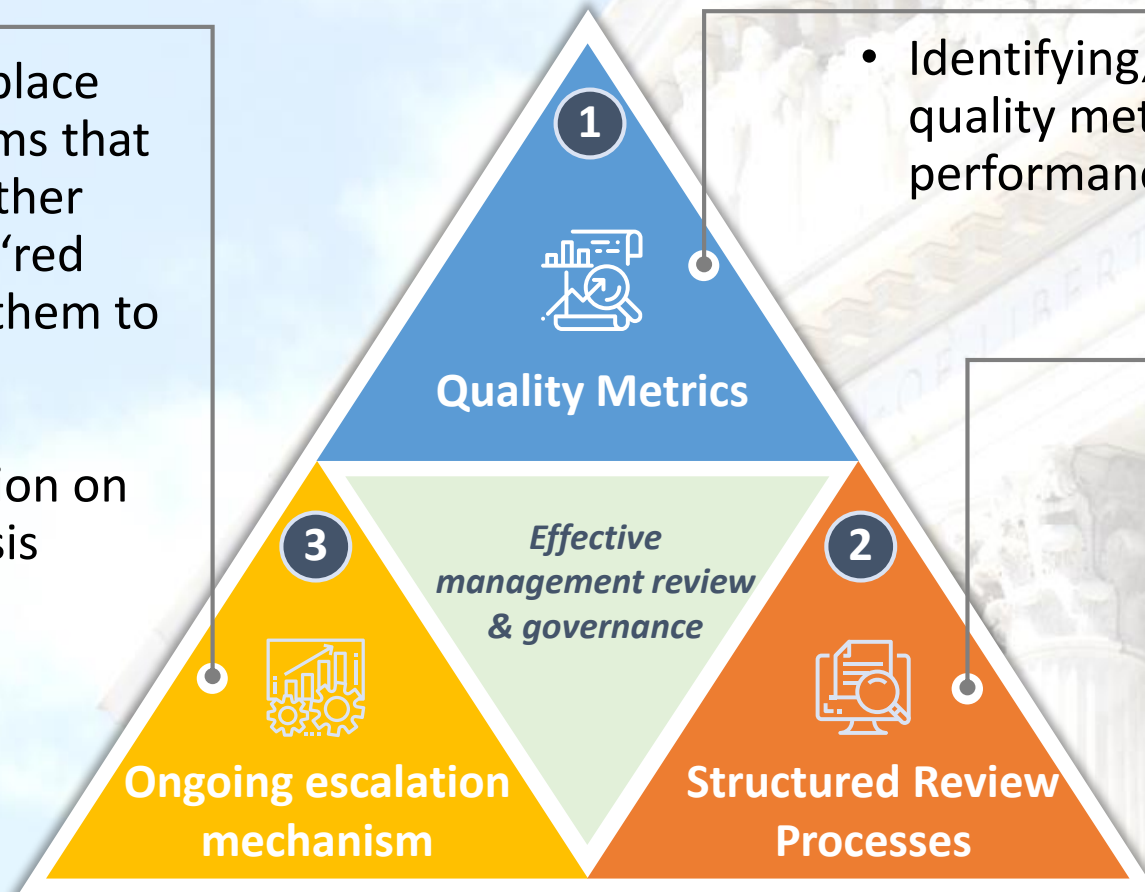 place
ms that
ther
‘red
them to
ion on
sis
1
Quality Metrics
• Identifying,
quality met
performanc
3
Effective
management review
& governance
2
Ongoing escalation
mechanism
Structured Review
Processes